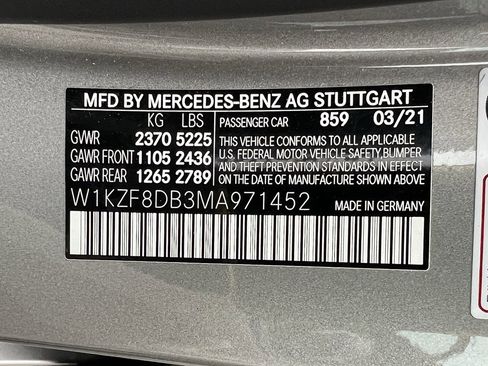 MFD BY MERCEDES-BENZ AG STUTTGART
KG LBS PASSENGER CAR 859 03/21
GVWR 2370 5225 THIS VEHICLE CONFORMS TO ALL APPLICABLE
GAWR FRONT 1105 2436 U.S. FEDERAL MOTOR VEHICLE SAFETY, BUMPER
GAWR REAR 1265 2789 AND THEFT PREVENTION STANDARDS IN EFFECT
ON THE DATE OF MANUFACTURE SHOWN ABOVE.
W1KZF8DB3MA971452 MADE IN GERMANY